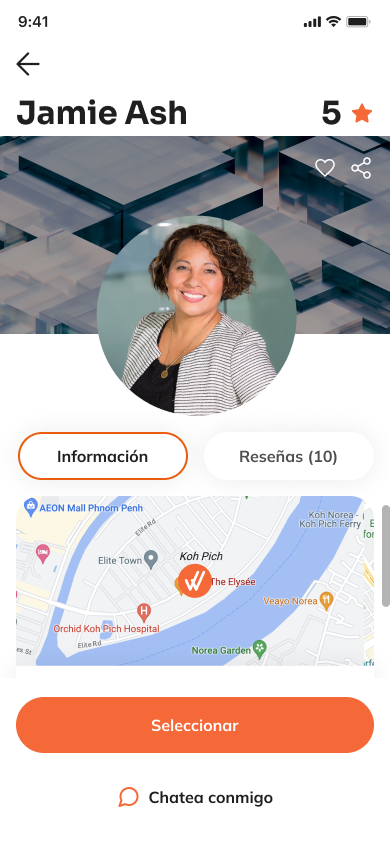 9:41
Jamie Ash
5
Información
Reseñas (10)
AEON Mall Phnom Penh
Koh Norea -
Koh Pich Ferry
Elite Rd
Koh Pich
Elite Town
The Elysée
Veayo Norea
H
Orchid Koh Pich Hospital
Elite Rd
Norea Garden
Seleccionar
Chatea conmigo